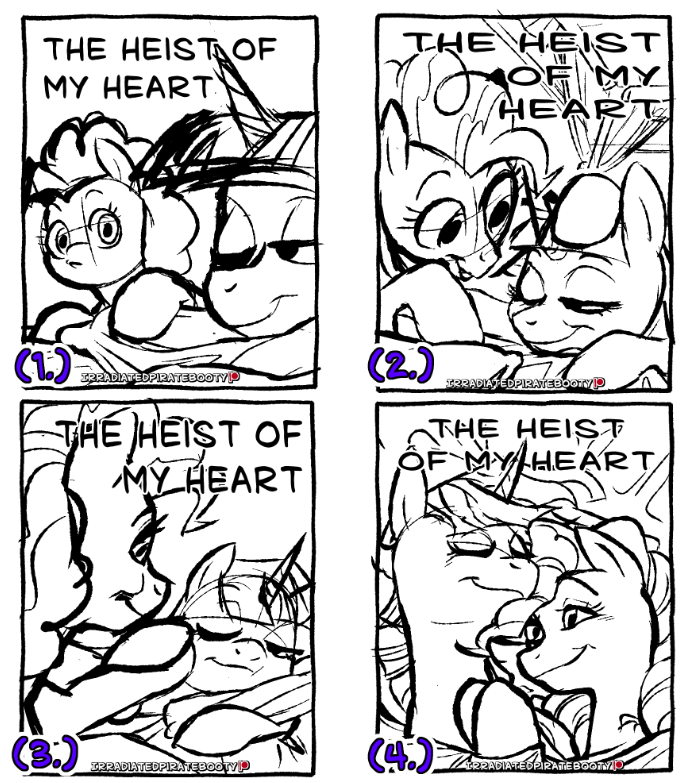 THE HEIST OF
MY HEART
(1.)
IRRADIATEDPIRATEBOOTY
THE HEIST
OF MY
HEART
(2.)
IRRADIATEDPIRATEBOOTY
THE HEIST OF
MY HEART
(3.)
IRRADIATEDPIRATEBOOTY
THE HEIST
OF MY HEART
(4.)
IRRADIATEDPIRATEBOOTY